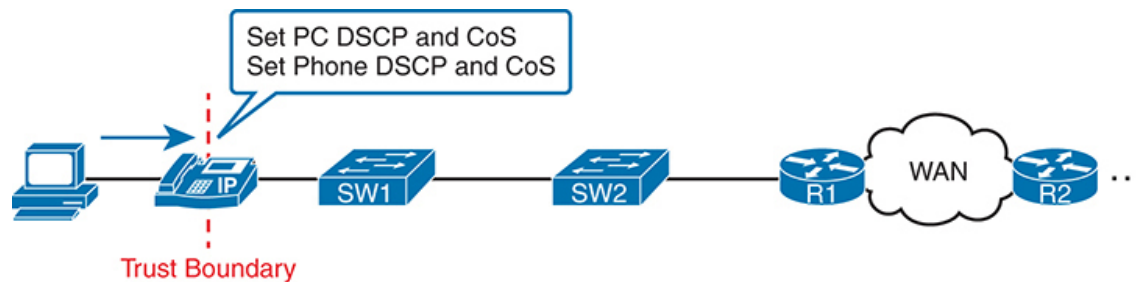 Set PC DSCP and CoS
Set Phone DSCP and CoS
IP
SW1
SW2
R1
WAN
R2
..
Trust Boundary